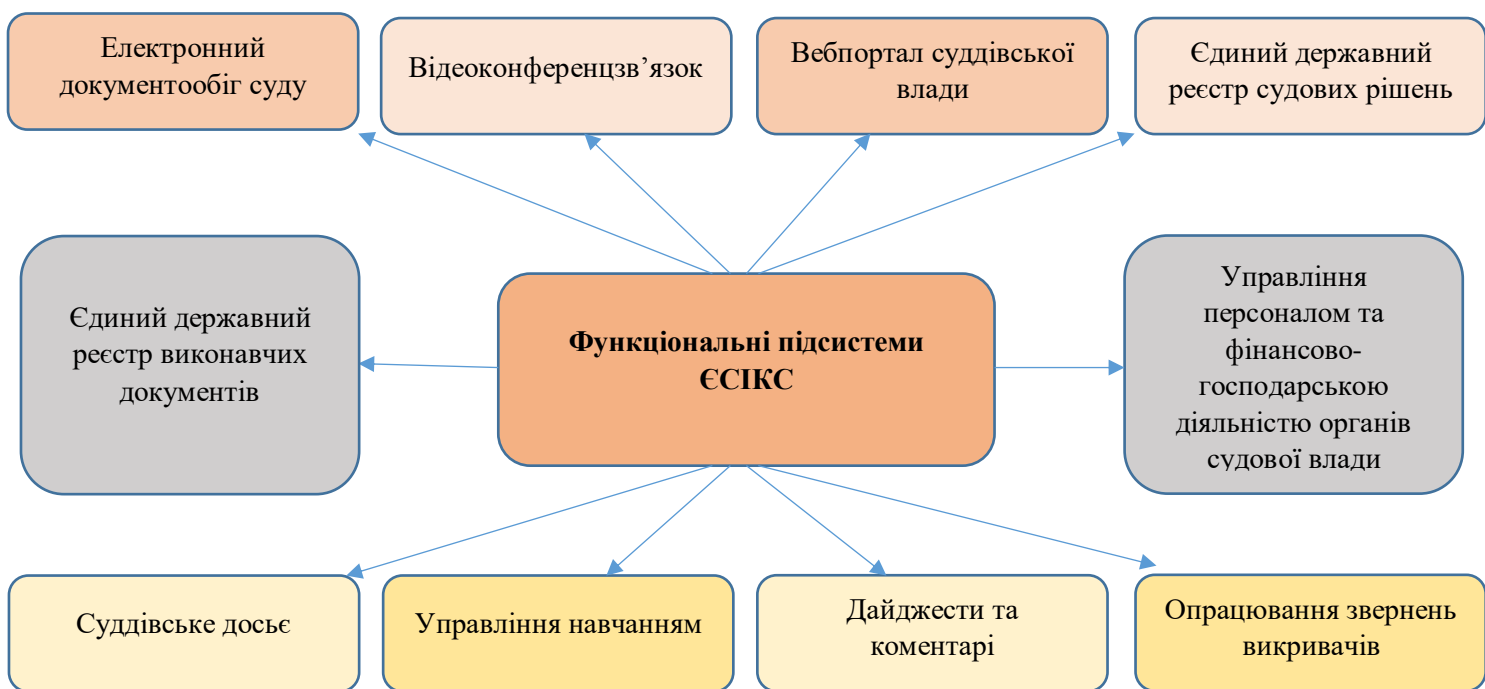 Електронний
документообіг суду
Відеоконференцзв’язок
Вебпортал суддівської
влади
Єдиний державний
реєстр судових рішень
Єдиний державний
реєстр виконавчих
документів
Функціональні підсистеми
ЄСІКС
Управління
персоналом та
фінансово-
господарською
діяльністю органів
судової влади
Суддівське досьє
Управління навчанням
Дайджести та
коментарі
Опрацювання звернень
викривачів